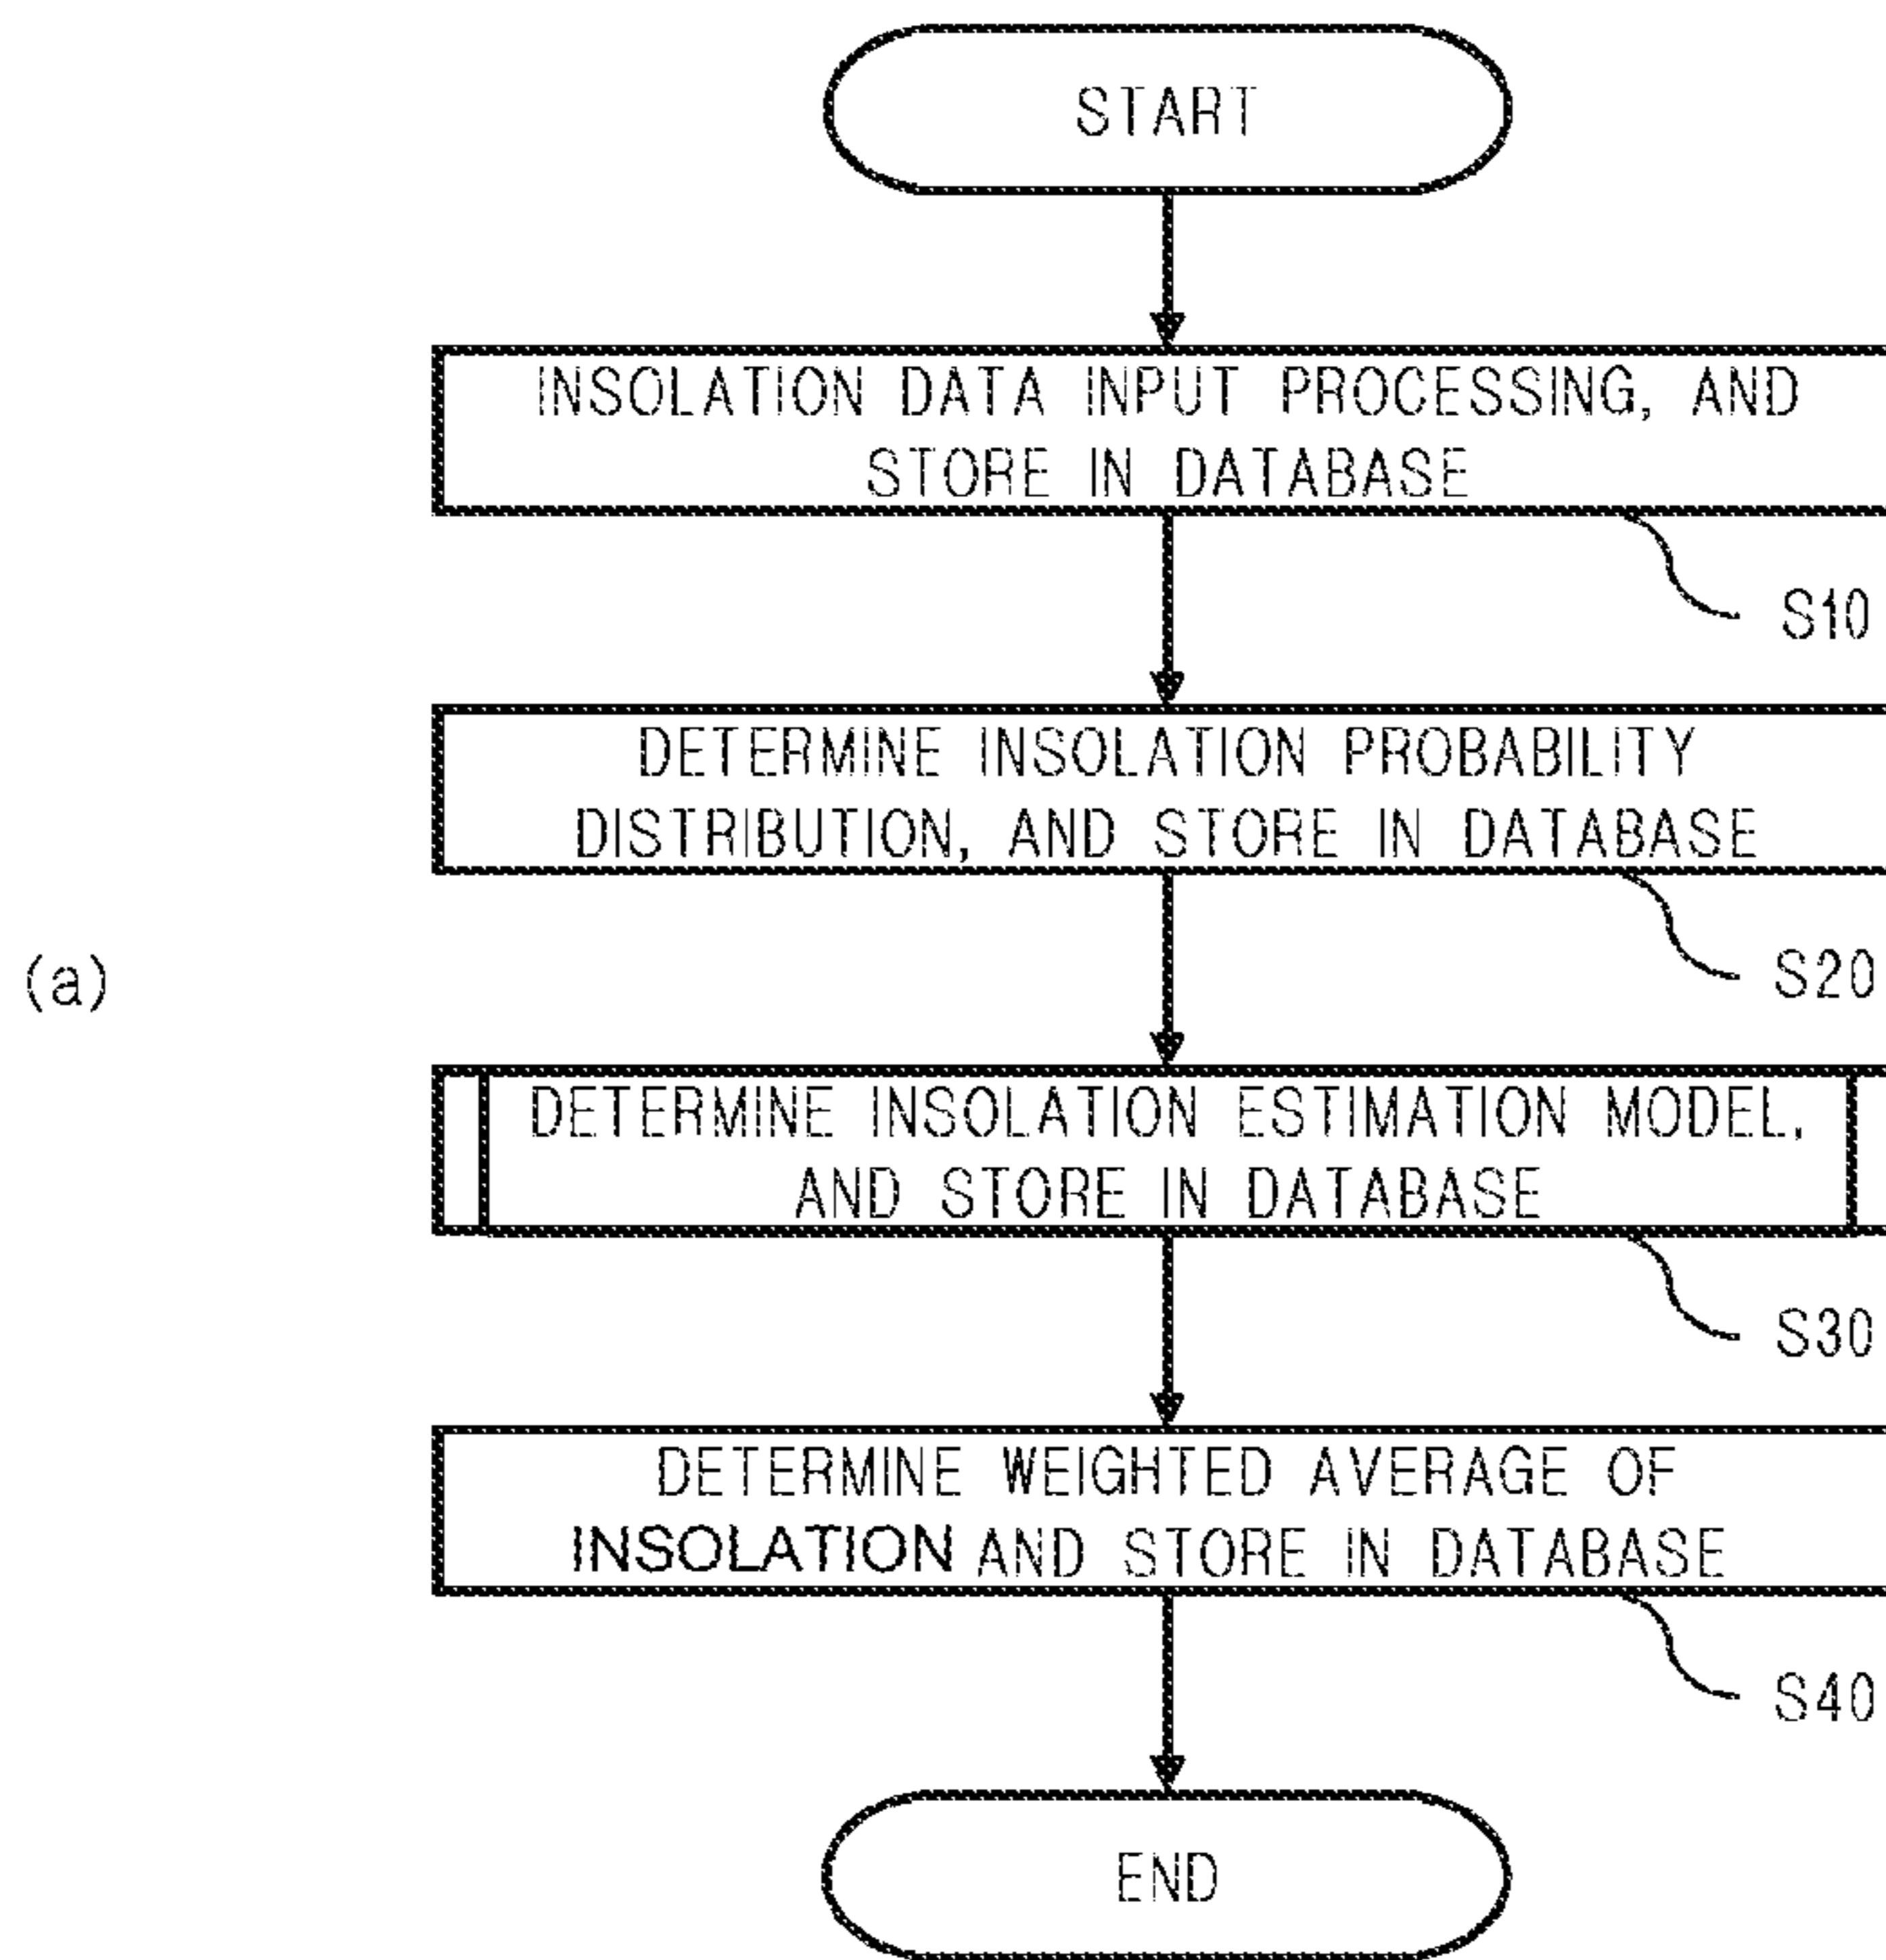 START
INSOLATION DATA INPUT PROCESSING, AND
STORE IN DATABASE
S10
DETERMINE INSOLATION PROBABILITY
DISTRIBUTION, AND STORE IN DATABASE
S20
(a)
DETERMINE INSOLATION ESTIMATION MODEL,
AND STORE IN DATABASE
S30
DETERMINE WEIGHTED AVERAGE OF
INSOLATION AND STORE IN DATABASE
S40
END